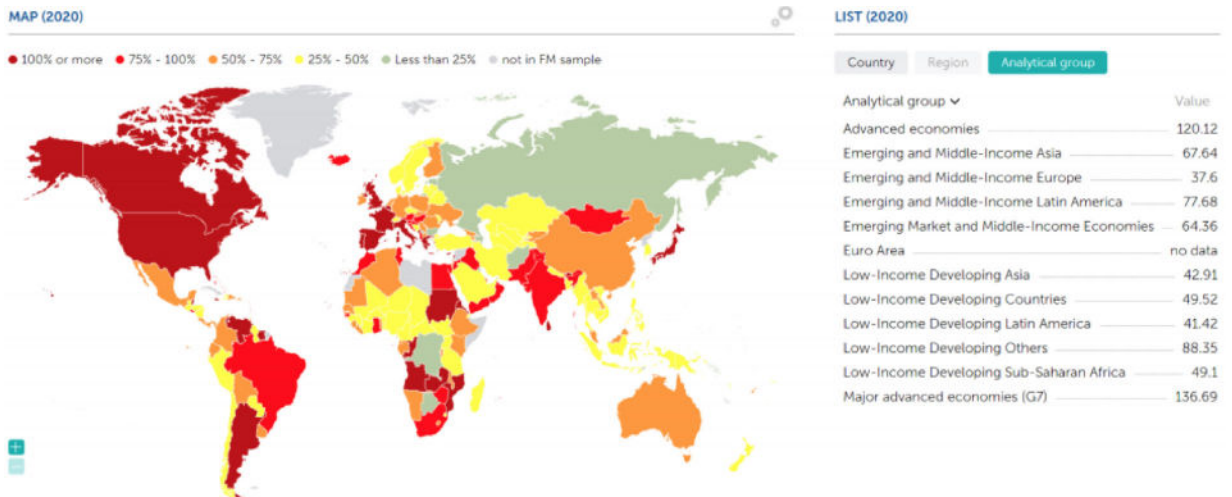 MAP (2020)
100% or more 75% - 100% 50% - 75% 25% - 50% Less than 25% not in FM sample
LIST (2020)
Country Region Analytical group
Analytical group Value
Advanced economies 120.12
Emerging and Middle-Income Asia 67.64
Emerging and Middle-Income Europe 37.6
Emerging and Middle-Income Latin America 77.68
Emerging Market and Middle-Income Economies 64.36
Euro Area no data
Low-Income Developing Asia 42.91
Low-Income Developing Countries 49.52
Low-Income Developing Latin America 41.42
Low-Income Developing Others 88.35
Low-Income Developing Sub-Saharan Africa 49.1
Major advanced economies (G7) 136.69